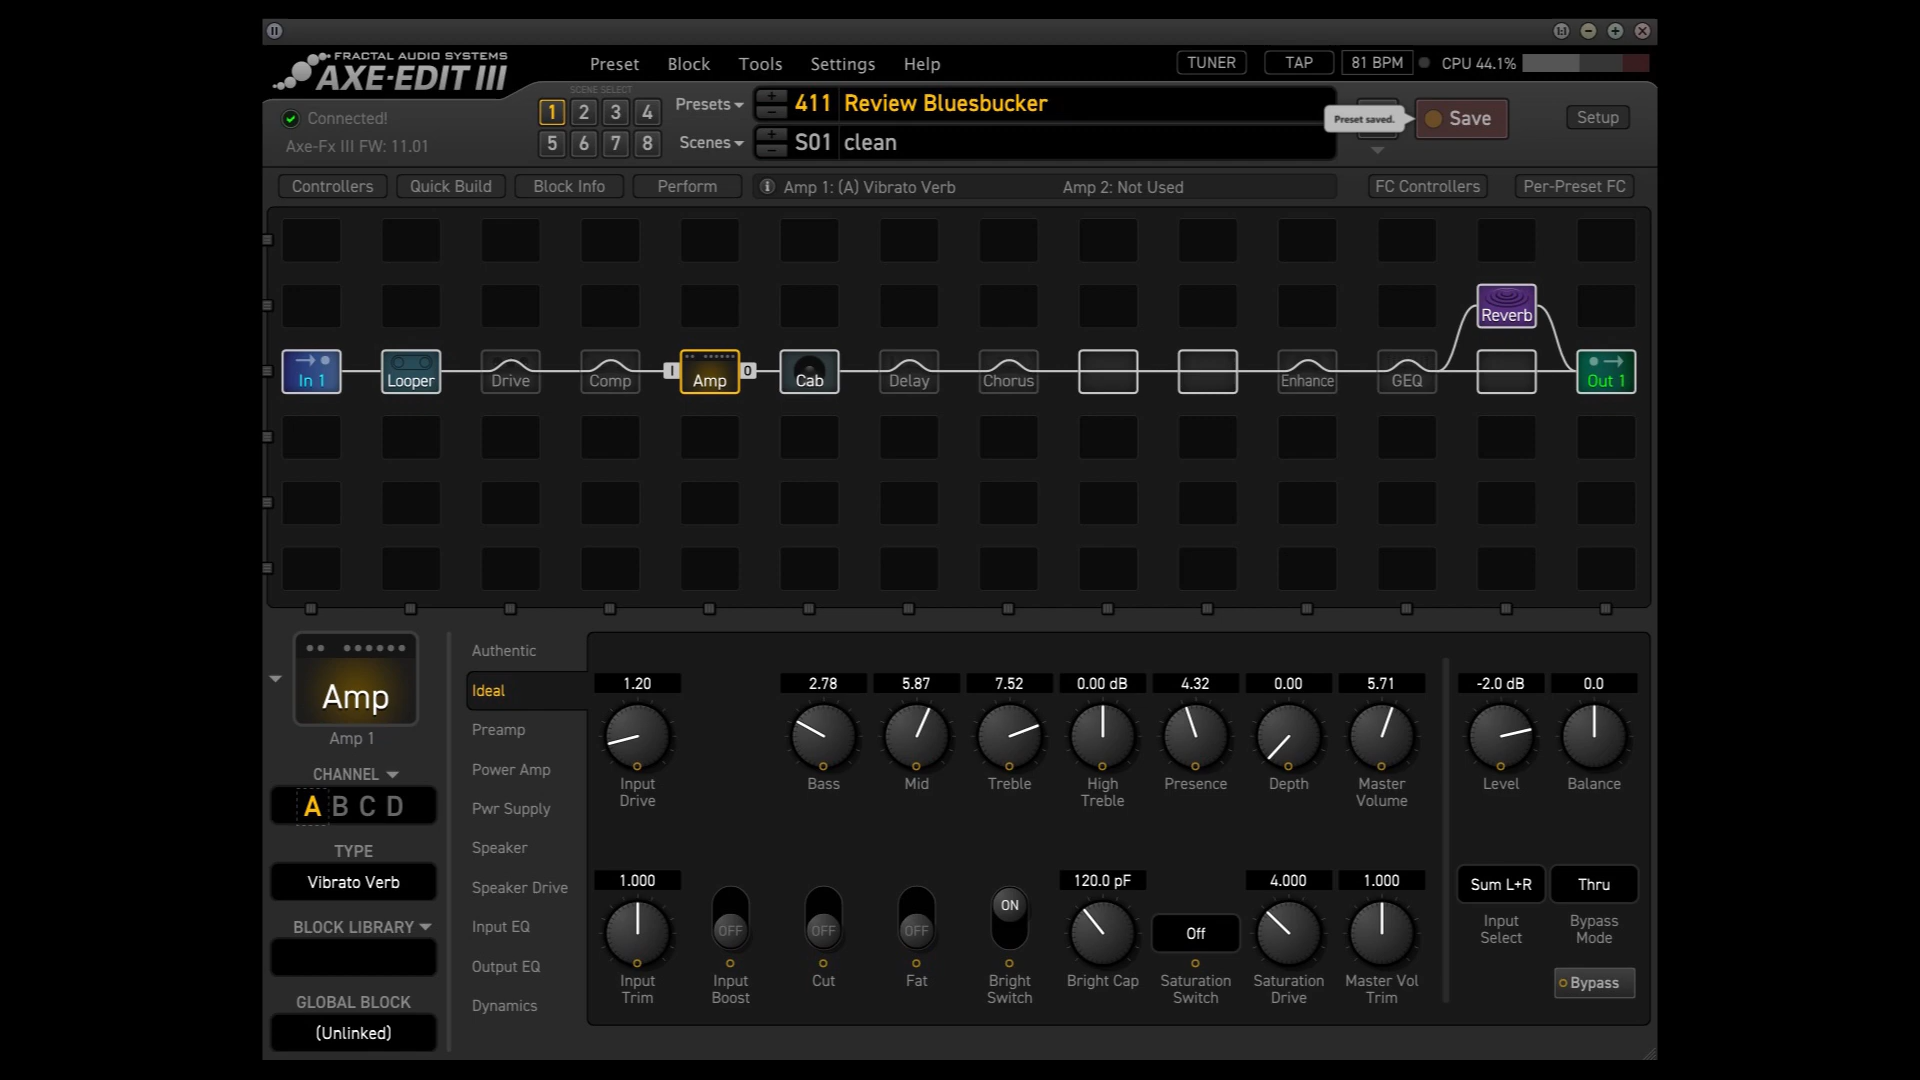 FRACTAL AUDIO SYSTEMS
AXE-EDIT III
Preset Block Tools Settings Help
TUNER TAP 81 BPM CPU 44.1%
SCENE SELECT
1 2 3 4
5 6 7 8
Connected!
Axe-Fx III FW: 11.01
Presets 411 Review Bluesbucker
Scenes S01 clean
Preset saved.
Save
Setup
Controllers Quick Build Block Info Perform
Amp 1: (A) Vibrato Verb Amp 2: Not Used
FC Controllers Per-Preset FC
Reverb
In 1 Looper Drive Comp I Amp O Cab Delay Chorus Enhance GEQ Out 1
Amp
Amp 1
CHANNEL
A B C D
TYPE
Vibrato Verb
BLOCK LIBRARY
GLOBAL BLOCK
(Unlinked)
Authentic
Ideal
Preamp
Power Amp
Pwr Supply
Speaker
Speaker Drive
Input EQ
Output EQ
Dynamics
1.20 2.78 5.87 7.52 0.00 dB 4.32 0.00 5.71 -2.0 dB 0.0
Input Drive Bass Mid Treble High Treble Presence Depth Master Volume Level Balance
1.000 OFF OFF OFF ON 120.0 pF Off 4.000 1.000 Sum L+R Thru
Input Trim Input Boost Cut Fat Bright Switch Bright Cap Saturation Switch Saturation Drive Master Vol Trim Input Select Bypass Mode
Bypass